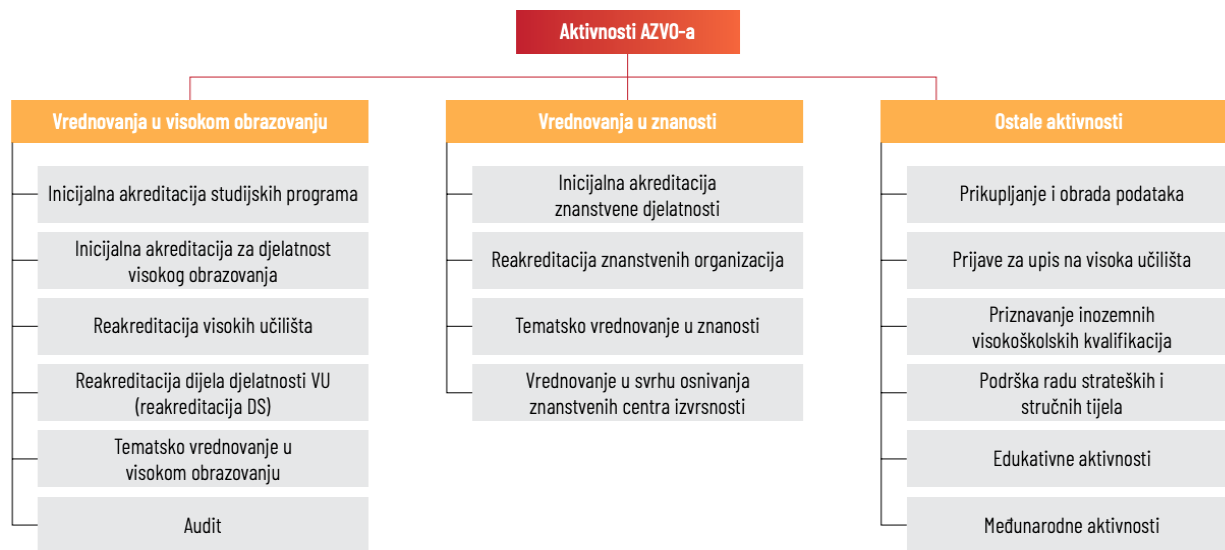 Aktivnosti AZVO-a
Vrednovanja u visokom obrazovanju
Inicijalna akreditacija studijskih programa
Inicijalna akreditacija za djelatnost
visokog obrazovanja
Reakreditacija visokih učilišta
Reakreditacija dijela djelatnosti VU
(reakreditacija DS)
Tematsko vrednovanje u
visokom obrazovanju
Audit
Vrednovanja u znanosti
Inicijalna akreditacija
znanstvene djelatnosti
Reakreditacija znanstvenih organizacija
Tematsko vrednovanje u znanosti
Vrednovanje u svrhu osnivanja
znanstvenih centra izvrsnosti
Ostale aktivnosti
Prikupljanje i obrada podataka
Prijave za upis na visoka učilišta
Priznavanje inozemnih
visokoškolskih kvalifikacija
Podrška radu strateških i
stručnih tijela
Edukativne aktivnosti
Međunarodne aktivnosti